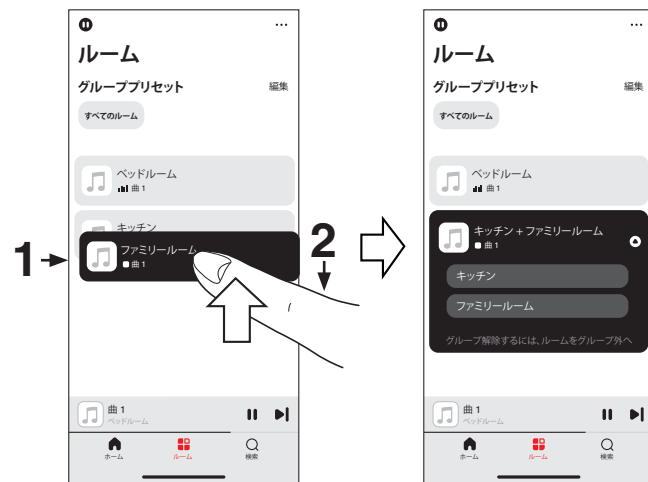 ...
ルーム
グループプリセット 編集
すべてのルーム
ベッドルーム
曲 1
キッチン
ファミリールーム
曲 1
1
2
曲 1
ベッドルーム
ホーム ルーム 検索
...
ルーム
グループプリセット 編集
すべてのルーム
ベッドルーム
曲 1
キッチン + ファミリールーム
曲 1
キッチン
ファミリールーム
グループ解除するには、ルームをグループ外へ
曲 1
ベッドルーム
ホーム ルーム 検索